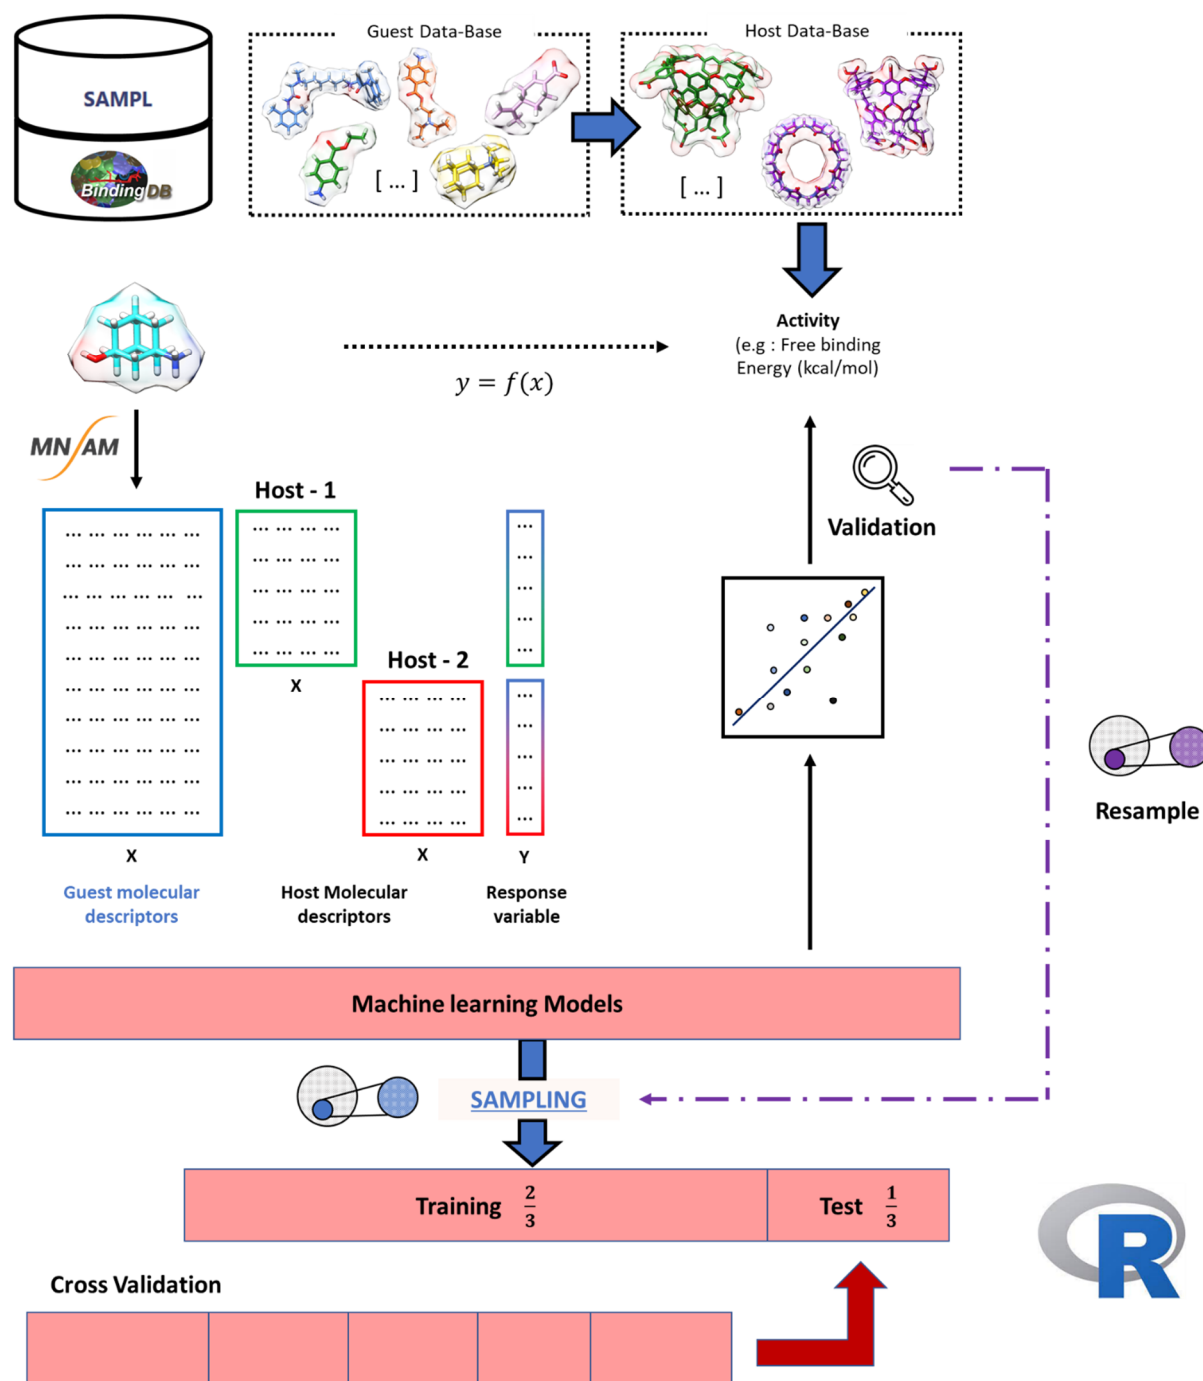 Guest Data-Base
Host Data-Base
SAMPL
BindingDB
[ ... ]
[ ... ]
Activity
(e.g : Free binding
Energy (kcal/mol)
y = f(x)
MN AM
Validation
Host - 1
... ... ... ... ... ...
... ... ... ...
...
... ... ... ... ... ...
... ... ... ...
...
... ... ... ... ... ...
... ... ... ...
...
... ... ... ... ... ...
... ... ... ...
...
... ... ... ... ... ...
... ... ... ...
...
X
Host - 2
... ... ... ... ... ...
... ... ... ...
...
... ... ... ... ... ...
... ... ... ...
...
... ... ... ... ... ...
... ... ... ...
...
... ... ... ... ... ...
... ... ... ...
...
... ... ... ... ... ...
... ... ... ...
...
X
X
Y
Guest molecular
descriptors
Host Molecular
descriptors
Response
variable
Resample
Machine learning Models
SAMPLING
Training 2/3
Test 1/3
R
Cross Validation